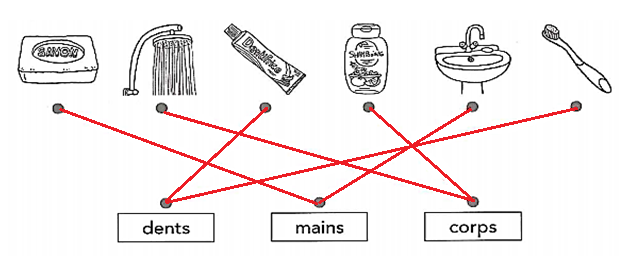 SAVON
Dentifrice
SHAMPOING
dents
mains
corps